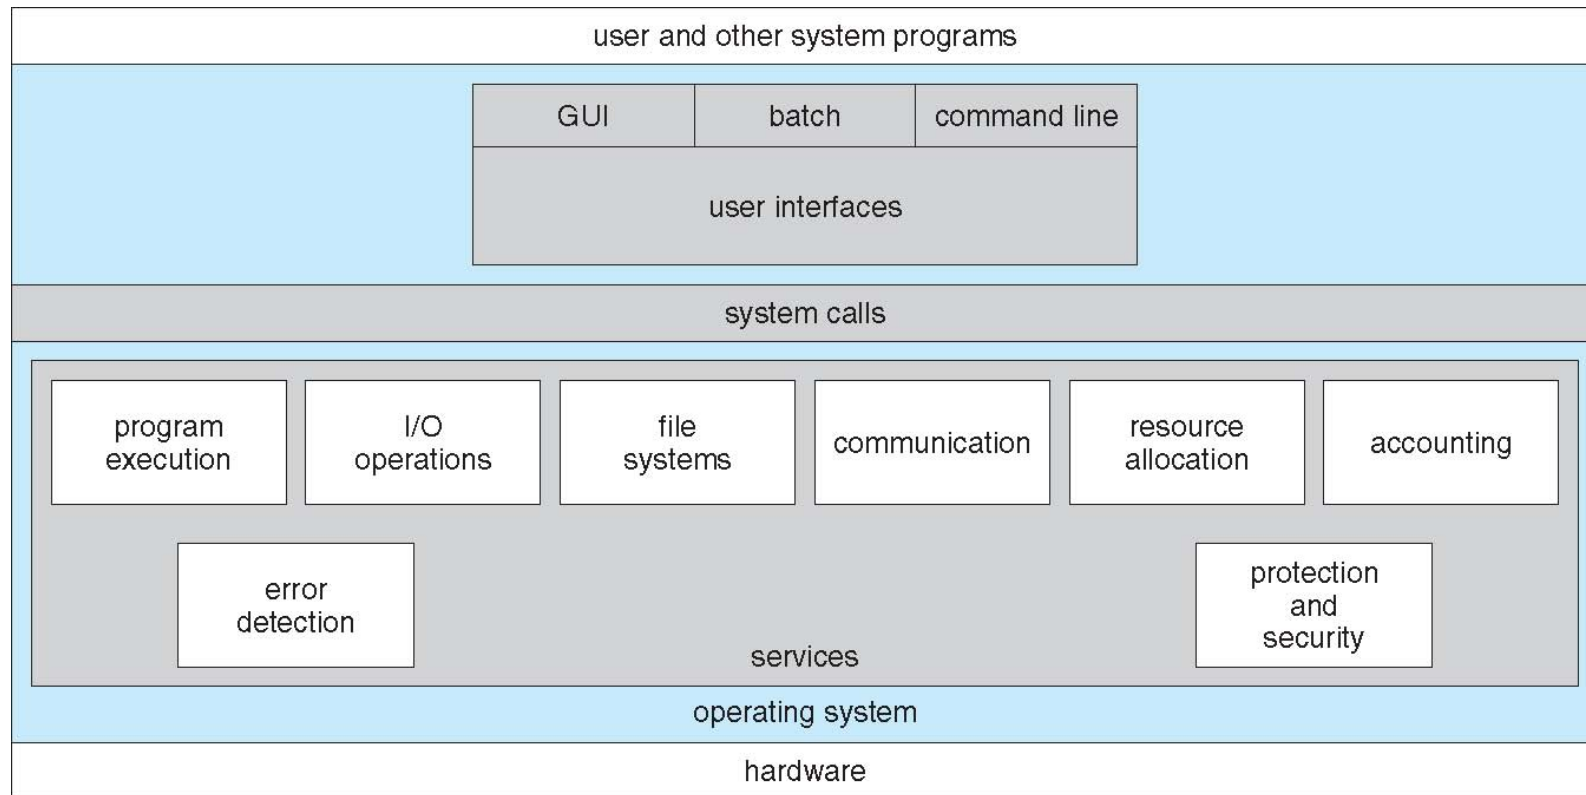 user and other system programs
GUI
batch
command line
user interfaces
system calls
program
execution
I/O
operations
file
systems
communication
resource
allocation
accounting
error
detection
protection
and
security
services
operating system
hardware